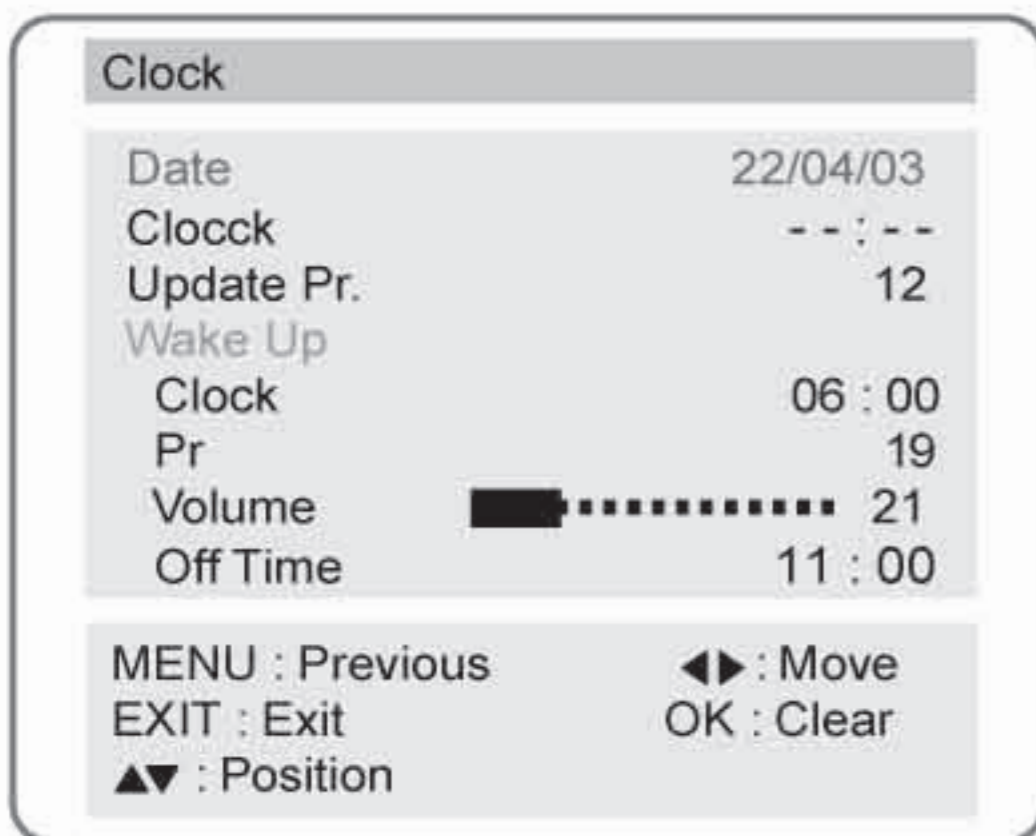 Clock
Date 22/04/03
Clocck --:--
Update Pr. 12
Wake Up
Clock 06 : 00
Pr 19
Volume 21
Off Time 11 : 00
MENU : Previous ◀▶ : Move
EXIT : Exit OK : Clear
▲▼ : Position